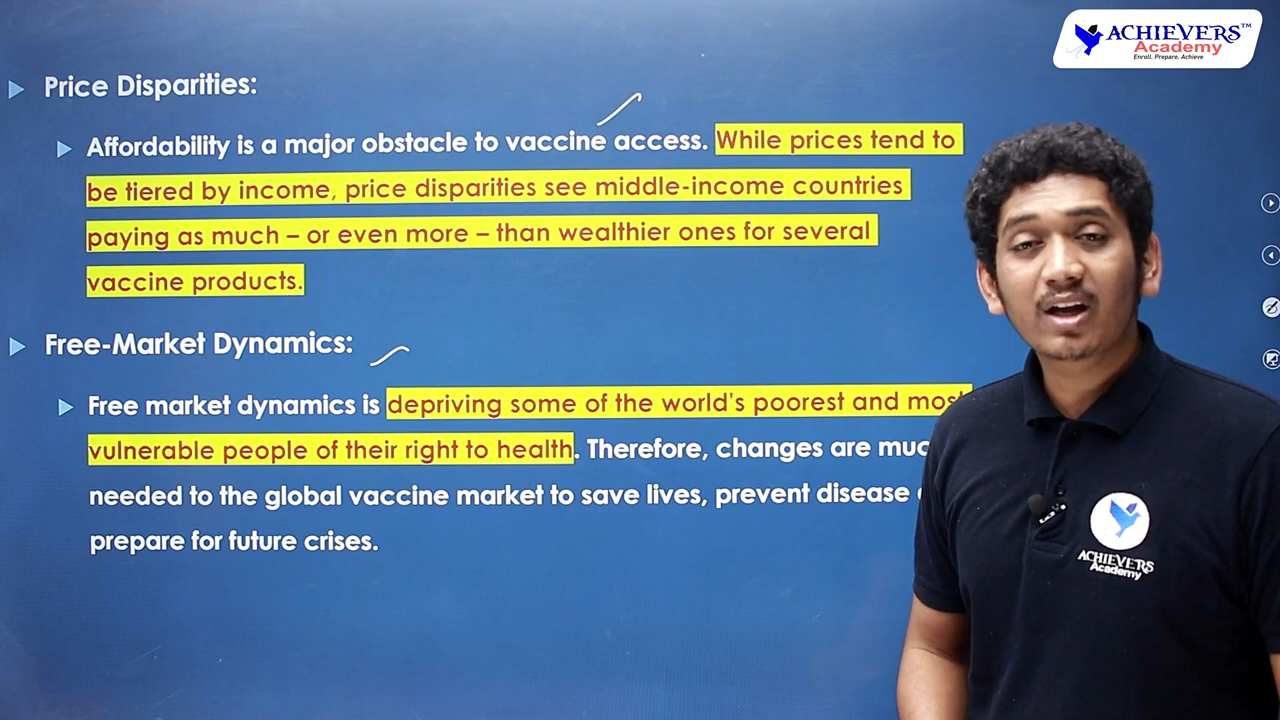 ACHIEVERS™
Academy
Enroll. Prepare. Achieve
Price Disparities:
Affordability is a major obstacle to vaccine access. While prices tend to
be tiered by income, price disparities see middle-income countries
paying as much – or even more – than wealthier ones for several
vaccine products.
Free-Market Dynamics:
Free market dynamics is depriving some of the world's poorest and most
vulnerable people of their right to health. Therefore, changes are
needed to the global vaccine market to save lives, prevent disease
prepare for future crises.
ACHIEVERS
Academy